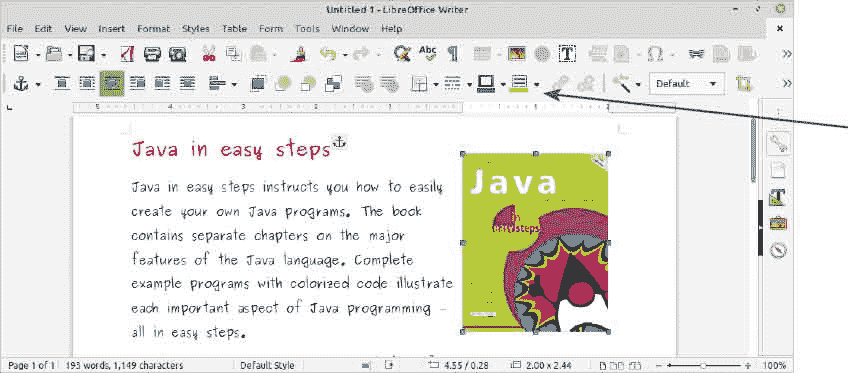 Untitled 1 - LibreOffice Writer
File Edit View Insert Format Styles Table Form Tools Window Help
Abc
Default
Java in easy steps
Java in easy steps instructs you how to easily
create your own Java programs. The book
contains separate chapters on the major
features of the Java language. Complete
example programs with colorized code illustrate
each important aspect of Java programming –
all in easy steps.
Java
in
easy steps
Page 1 of 1 193 words, 1,149 characters Default Style 4.55 / 0.28 2.00 x 2.44 100%